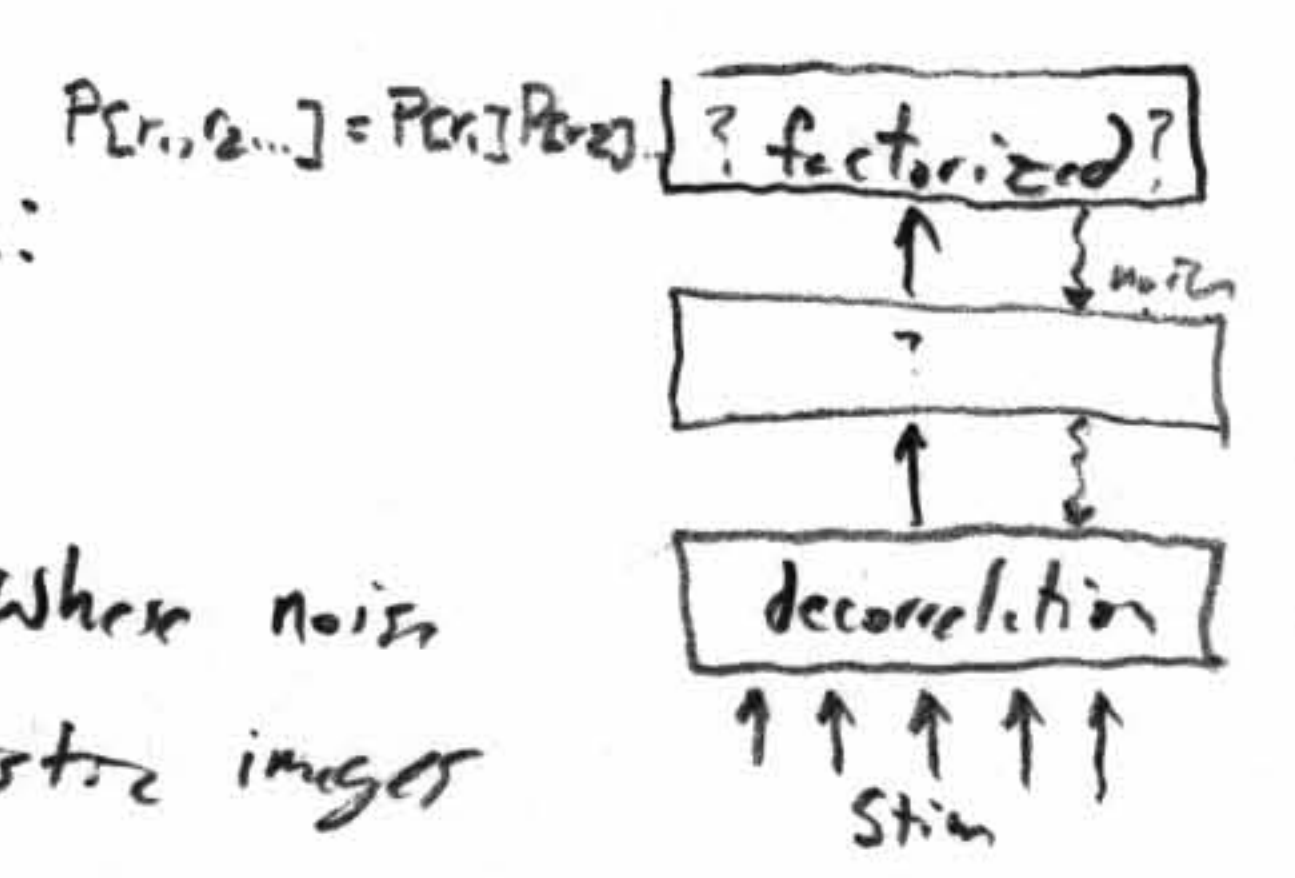 P[r₁, r₂...] = P[r₁] P[r₂]..
? factorized?
:
noise
?
decorrelation
Where noise
images
Stim